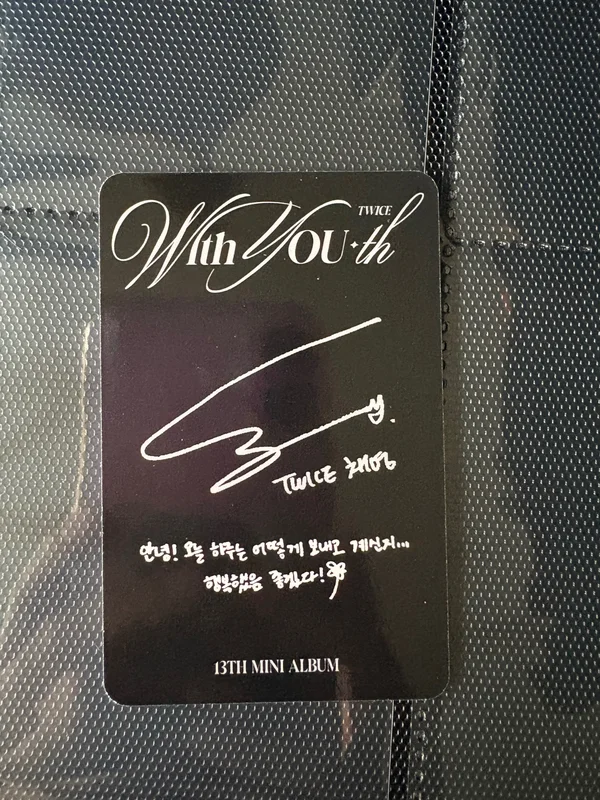 TWICE
With YOU-th
TWICE 채영
안녕! 오늘 하루는 어떻게 보내고 계신지...
행복했음 좋겠다!
13TH MINI ALBUM